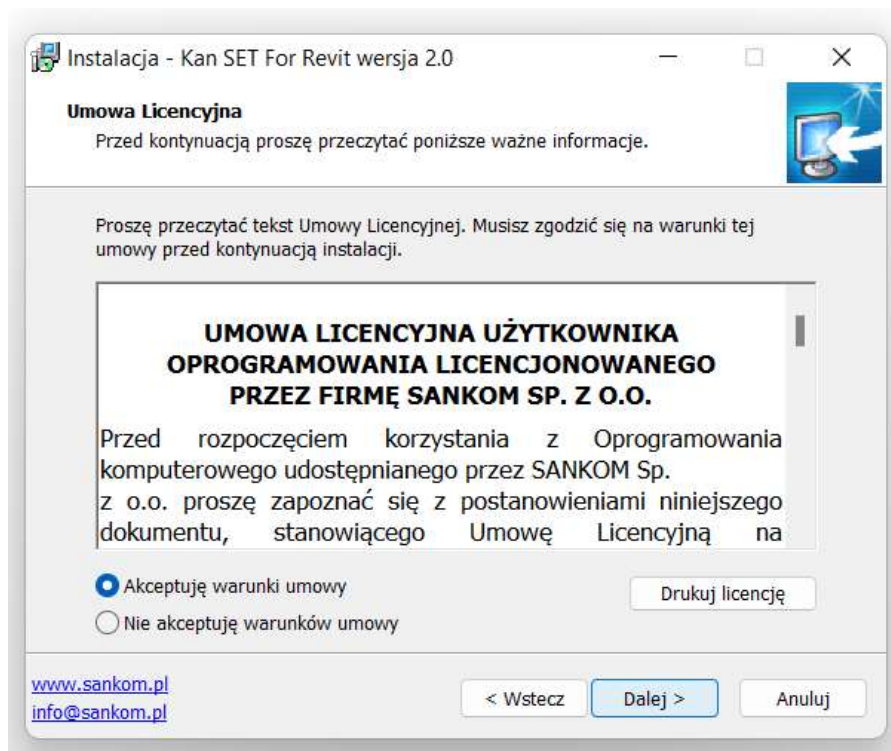 Instalacja - Kan SET For Revit wersja 2.0
Umowa Licencyjna
Przed kontynuacją proszę przeczytać poniższe ważne informacje.
Proszę przeczytać tekst Umowy Licencyjnej. Musisz zgodzić się na warunki tej
umowy przed kontynuacją instalacji.
UMOWA LICENCYJNA UŻYTKOWNIKA
OPROGRAMOWANIA LICENCJONOWANEGO
PRZEZ FIRMĘ SANKOM SP. Z O.O.
Przed rozpoczęciem korzystania z Oprogramowania
komputerowego udostępnianego przez SANKOM Sp.
z o.o. proszę zapoznać się z postanowieniami niniejszego
dokumentu, stanowiącego Umowę Licencyjną na
Akceptuję warunki umowy
Drukuj licencję
Nie akceptuję warunków umowy
www.sankom.pl
info@sankom.pl
< Wstecz
Dalej >
Anuluj